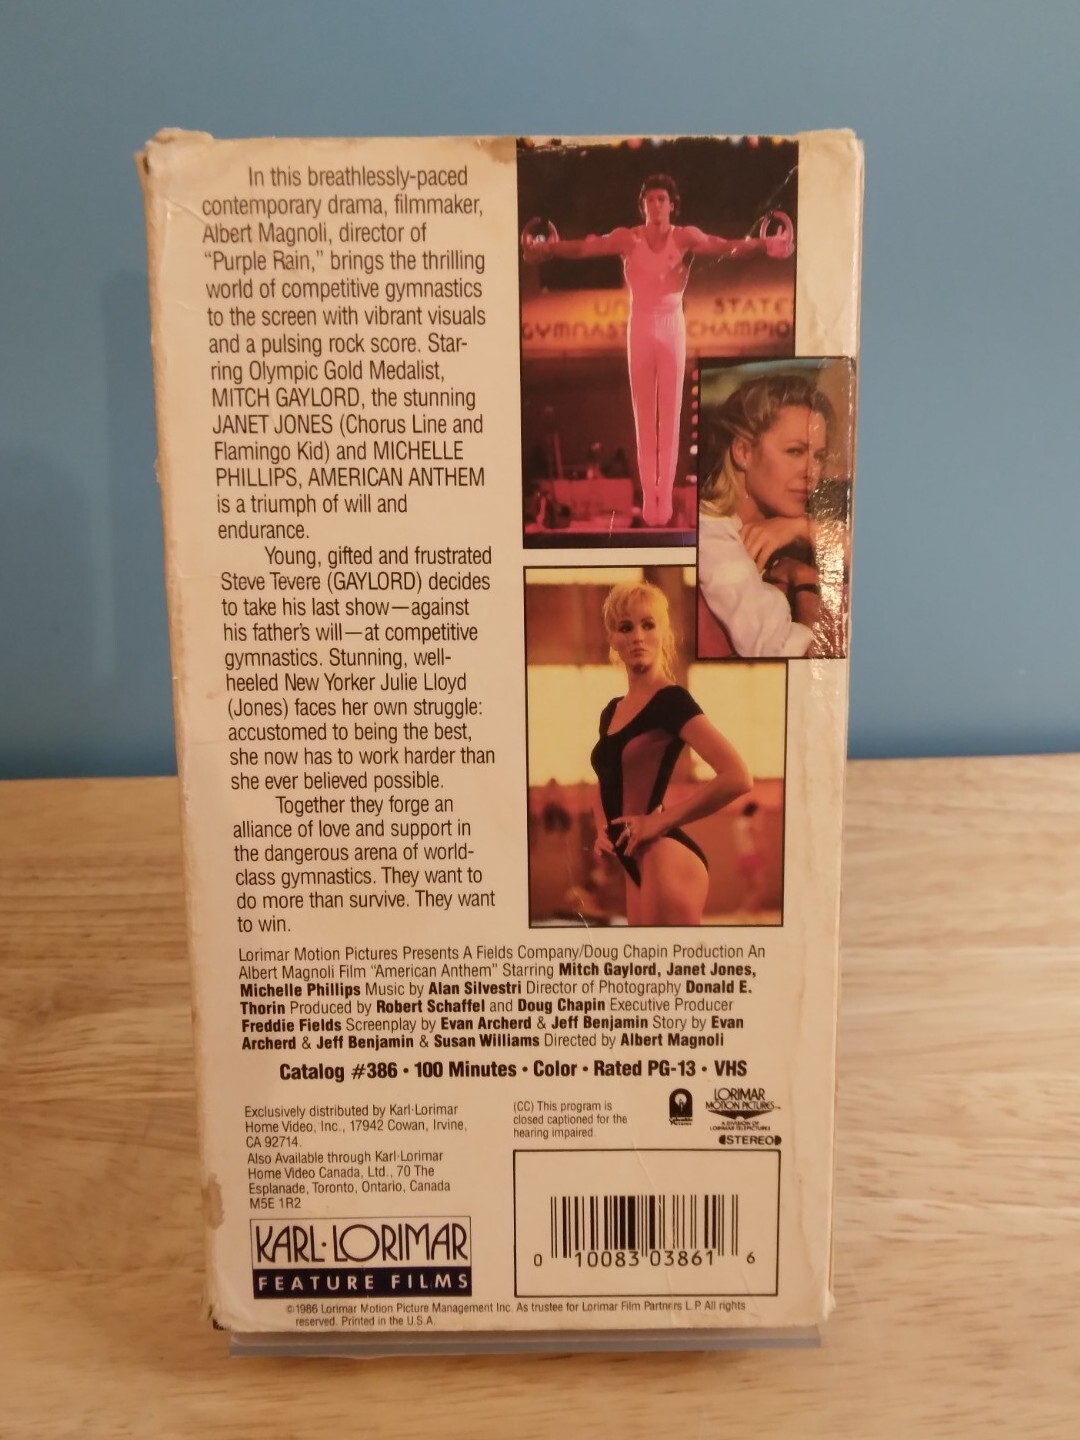 In this breathlessly-paced
contemporary drama, filmmaker,
Albert Magnoli, director of
"Purple Rain," brings the thrilling
world of competitive gymnastics
to the screen with vibrant visuals
and a pulsing rock score. Star-
ring Olympic Gold Medalist,
MITCH GAYLORD, the stunning
JANET JONES (Chorus Line and
Flamingo Kid) and MICHELLE
PHILLIPS, AMERICAN ANTHEM
is a triumph of will and
endurance.
Young, gifted and frustrated
Steve Tevere (GAYLORD) decides
to take his last show—against
his father's will—at competitive
gymnastics. Stunning, well-
heeled New Yorker Julie Lloyd
(Jones) faces her own struggle:
accustomed to being the best,
she now has to work harder than
she ever believed possible.
Together they forge an
alliance of love and support in
the dangerous arena of world-
class gymnastics. They want to
do more than survive. They want
to win.
UN D STATE
GYMNAST CHAMPIO
Lorimar Motion Pictures Presents A Fields Company/Doug Chapin Production An
Albert Magnoli Film "American Anthem" Starring Mitch Gaylord, Janet Jones,
Michelle Phillips Music by Alan Silvestri Director of Photography Donald E.
Thorin Produced by Robert Schaffel and Doug Chapin Executive Producer
Freddie Fields Screenplay by Evan Archerd & Jeff Benjamin Story by Evan
Archerd & Jeff Benjamin & Susan Williams Directed by Albert Magnoli
Catalog #386 • 100 Minutes • Color • Rated PG-13 • VHS
Exclusively distributed by Karl-Lorimar
Home Video, Inc., 17942 Cowan, Irvine,
CA 92714.
Also Available through Karl-Lorimar
Home Video Canada, Ltd., 70 The
Esplanade, Toronto, Ontario, Canada
M5E 1R2
(CC) This program is
closed captioned for the
hearing impaired.
Columbia
Pictures
LORIMAR
MOTION PICTURES™
A DIVISION OF
LORIMAR-TELEPICTURES
STEREO
KARL·LORIMAR
FEATURE FILMS
0 10083 03861 6
©1986 Lorimar Motion Picture Management Inc. As trustee for Lorimar Film Partners L.P. All rights
reserved. Printed in the U.S.A.